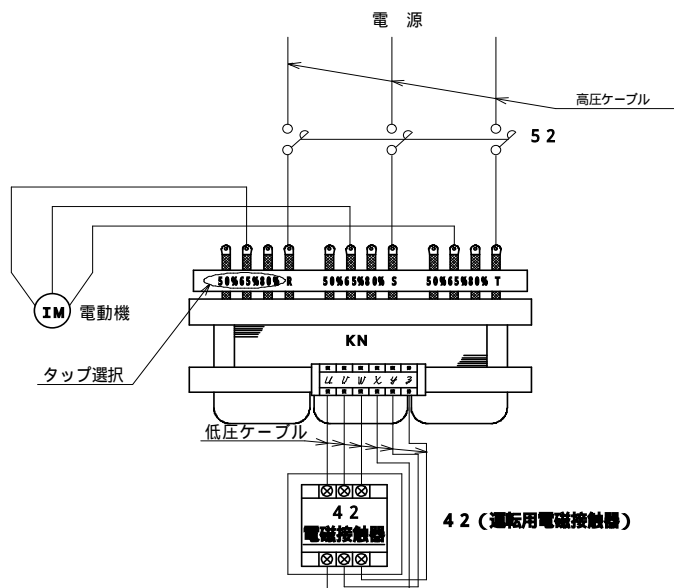 電 源
高圧ケーブル
52
50%65%80% R 50%65%80% S 50%65%80% T
IM 電動機
KN
タップ選択
U V W X Y Z
低圧ケーブル
42
電磁接触器
42(運転用電磁接触器)